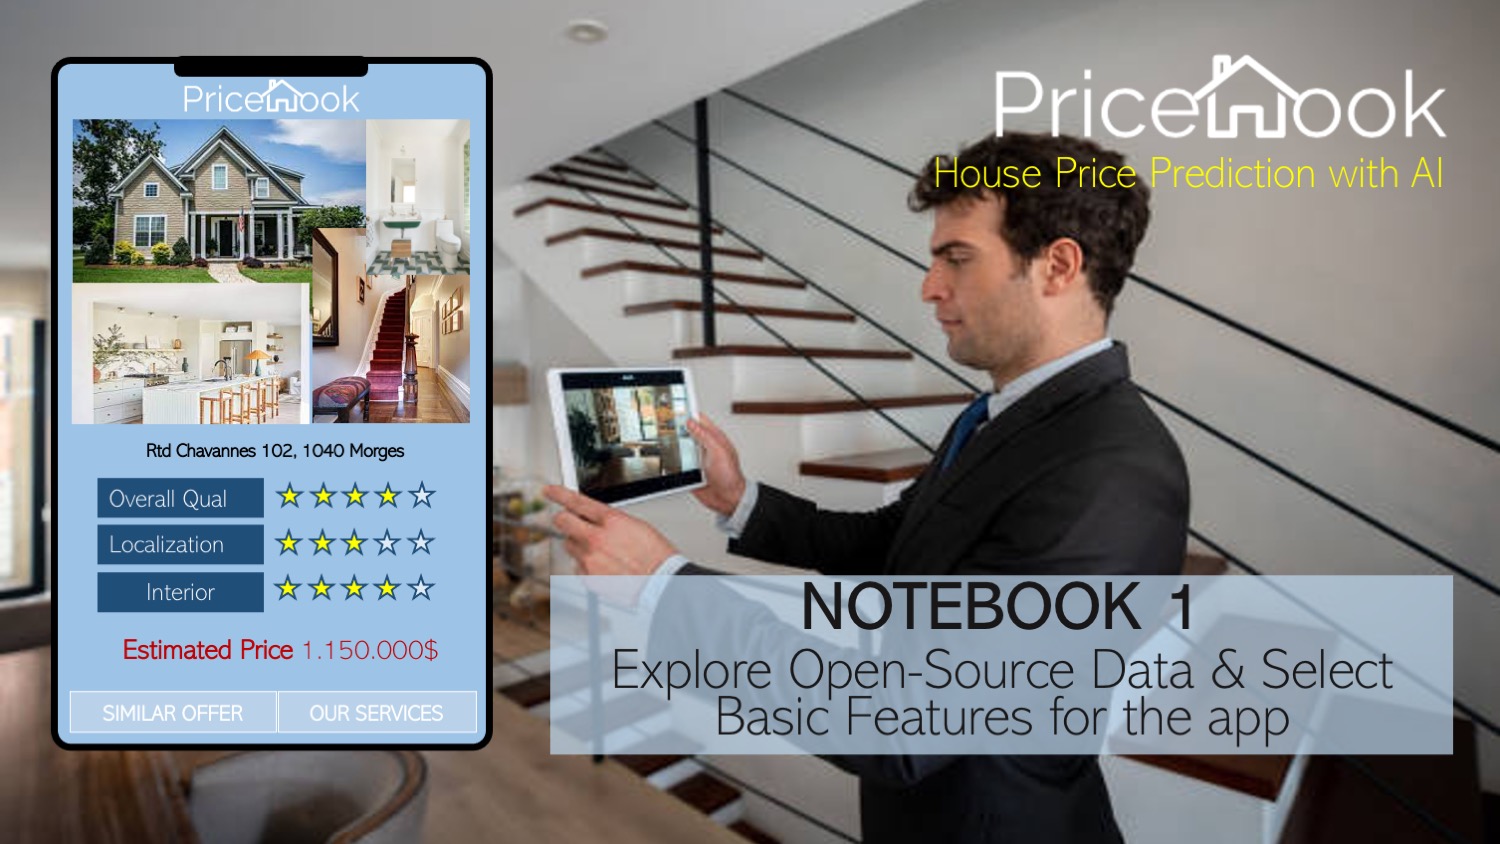 PriceHook
Rtd Chavannes 102, 1040 Morges
Overall Qual
Localization
Interior
Estimated Price 1.150.000$
SIMILAR OFFER
OUR SERVICES
PriceHook
House Price Prediction with AI
NOTEBOOK 1
Explore Open-Source Data & Select
Basic Features for the app